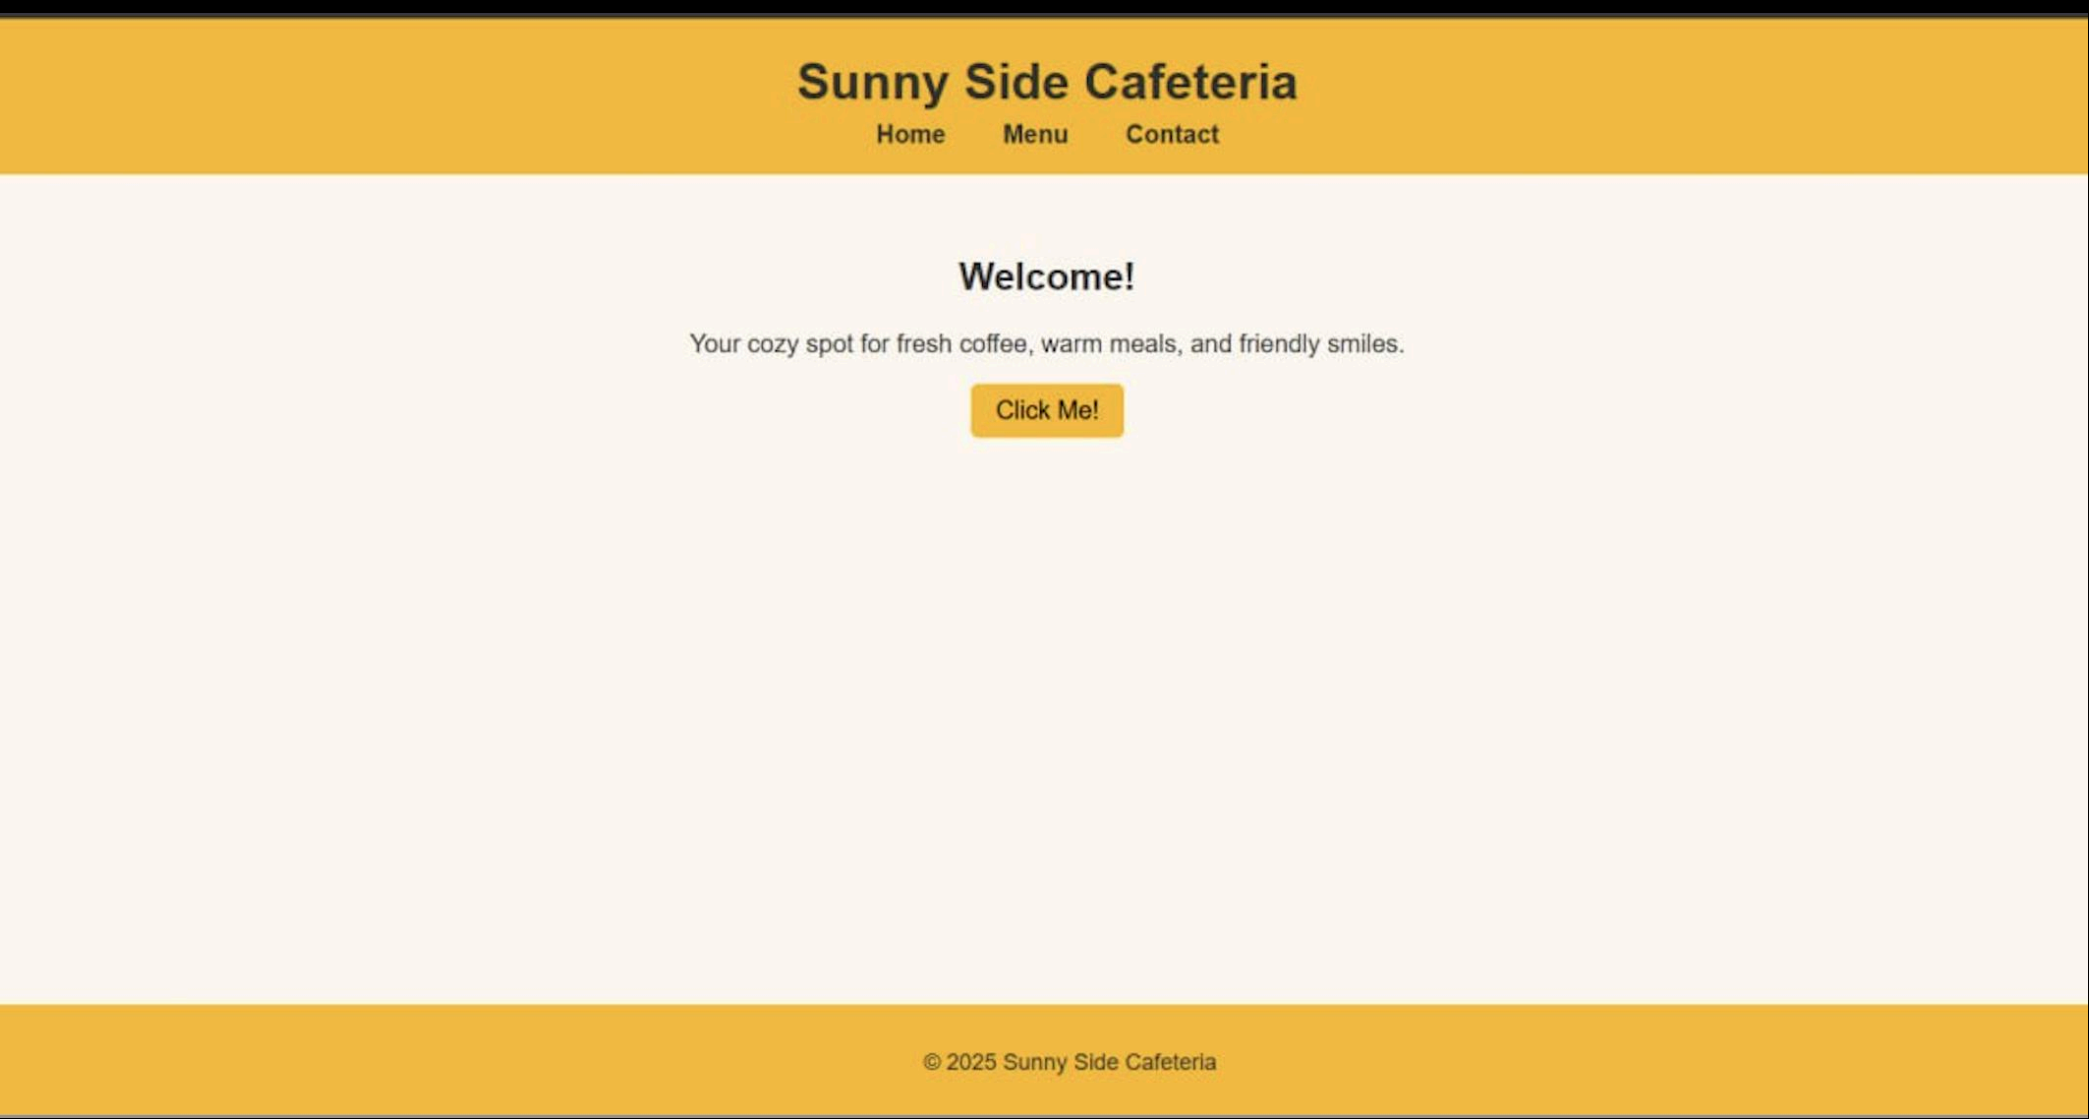 Sunny Side Cafeteria
Home Menu Contact
Welcome!
Your cozy spot for fresh coffee, warm meals, and friendly smiles.
Click Me!
© 2025 Sunny Side Cafeteria